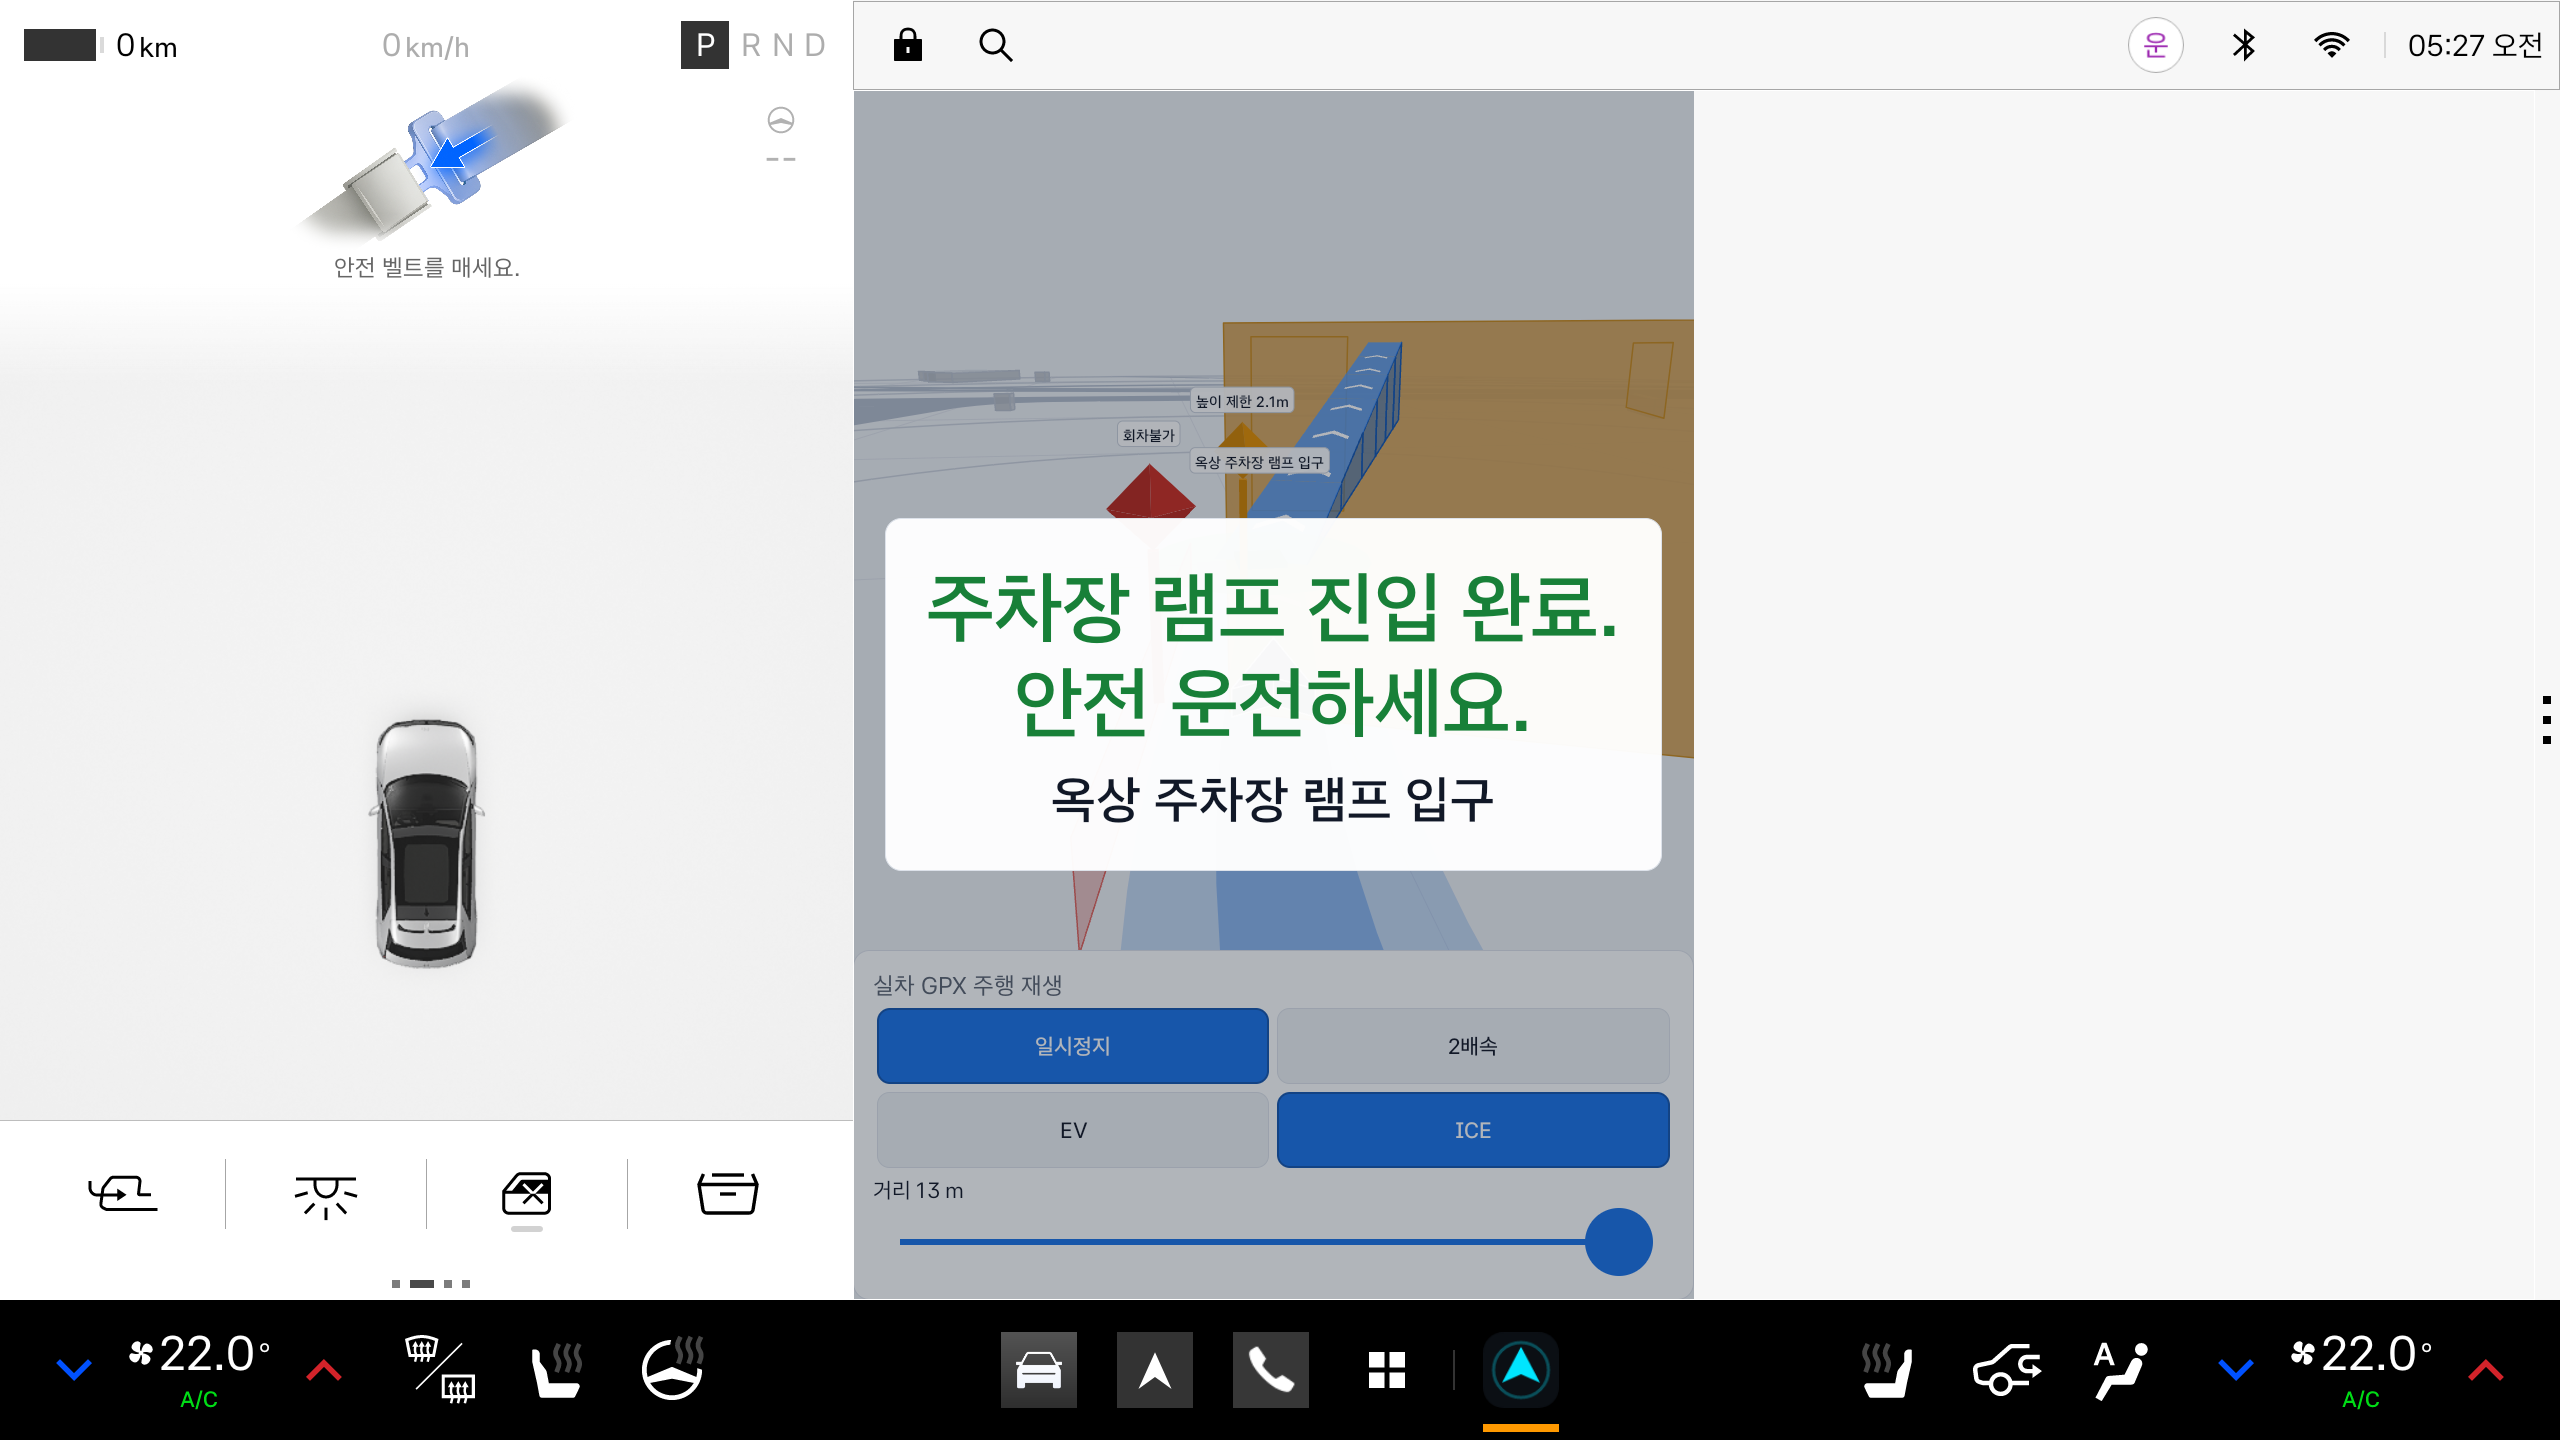 0 km
0 km/h
P R N D
안전 벨트를 매세요.
운
05:27 오전
높이 제한 2.1m
회차불가
옥상 주차장 램프 입구
주차장 램프 진입 완료.
안전 운전하세요.
옥상 주차장 램프 입구
실차 GPX 주행 재생
일시정지
2배속
EV
ICE
거리 13 m
22.0°
A/C
A
22.0°
A/C